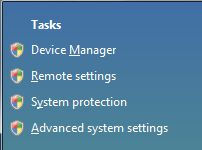 Tasks
Device Manager
Remote settings
System protection
Advanced system settings